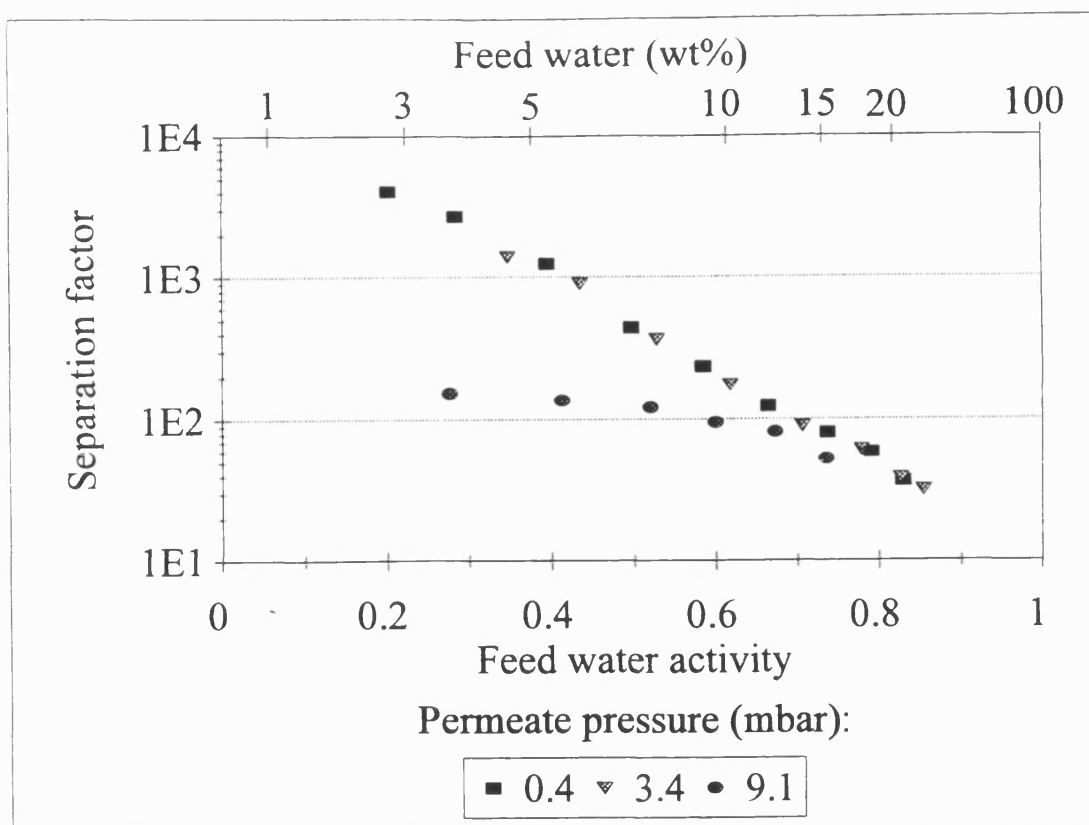 Feed water (wt%)
1 3 5 10 15 20 100
1E4
1E3
1E2
1E1
Separation factor
0 0.2 0.4 0.6 0.8 1
Feed water activity
Permeate pressure (mbar):
0.4 3.4 9.1